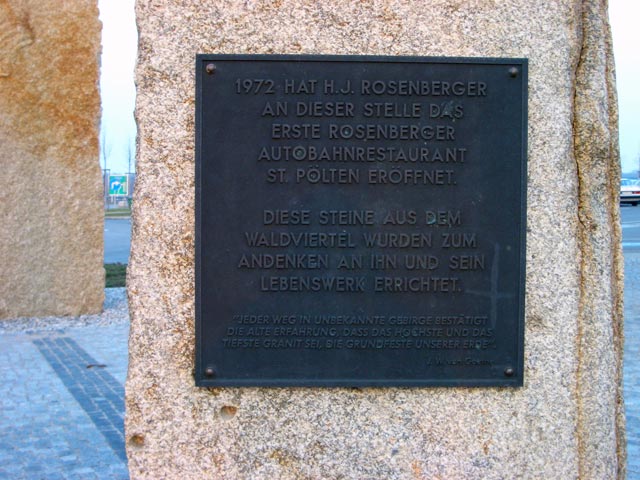 1972 HAT H.J. ROSENBERGER
AN DIESER STELLE DAS
ERSTE ROSENBERGER
AUTOBAHNRESTAURANT
ST. PÖLTEN ERÖFFNET.
DIESE STEINE AUS DEM
WALDVIERTEL WURDEN ZUM
ANDENKEN AN IHN UND SEIN
LEBENSWERK ERRICHTET.
"JEDER WEG IN UNBEKANNTE GEBIRGE BESTÄTIGT
DIE ALTE ERFAHRUNG, DASS DAS HÖCHSTE UND DAS
TIEFSTE GRANIT SEI, DIE GRUNDFESTE UNSERER ERDE".